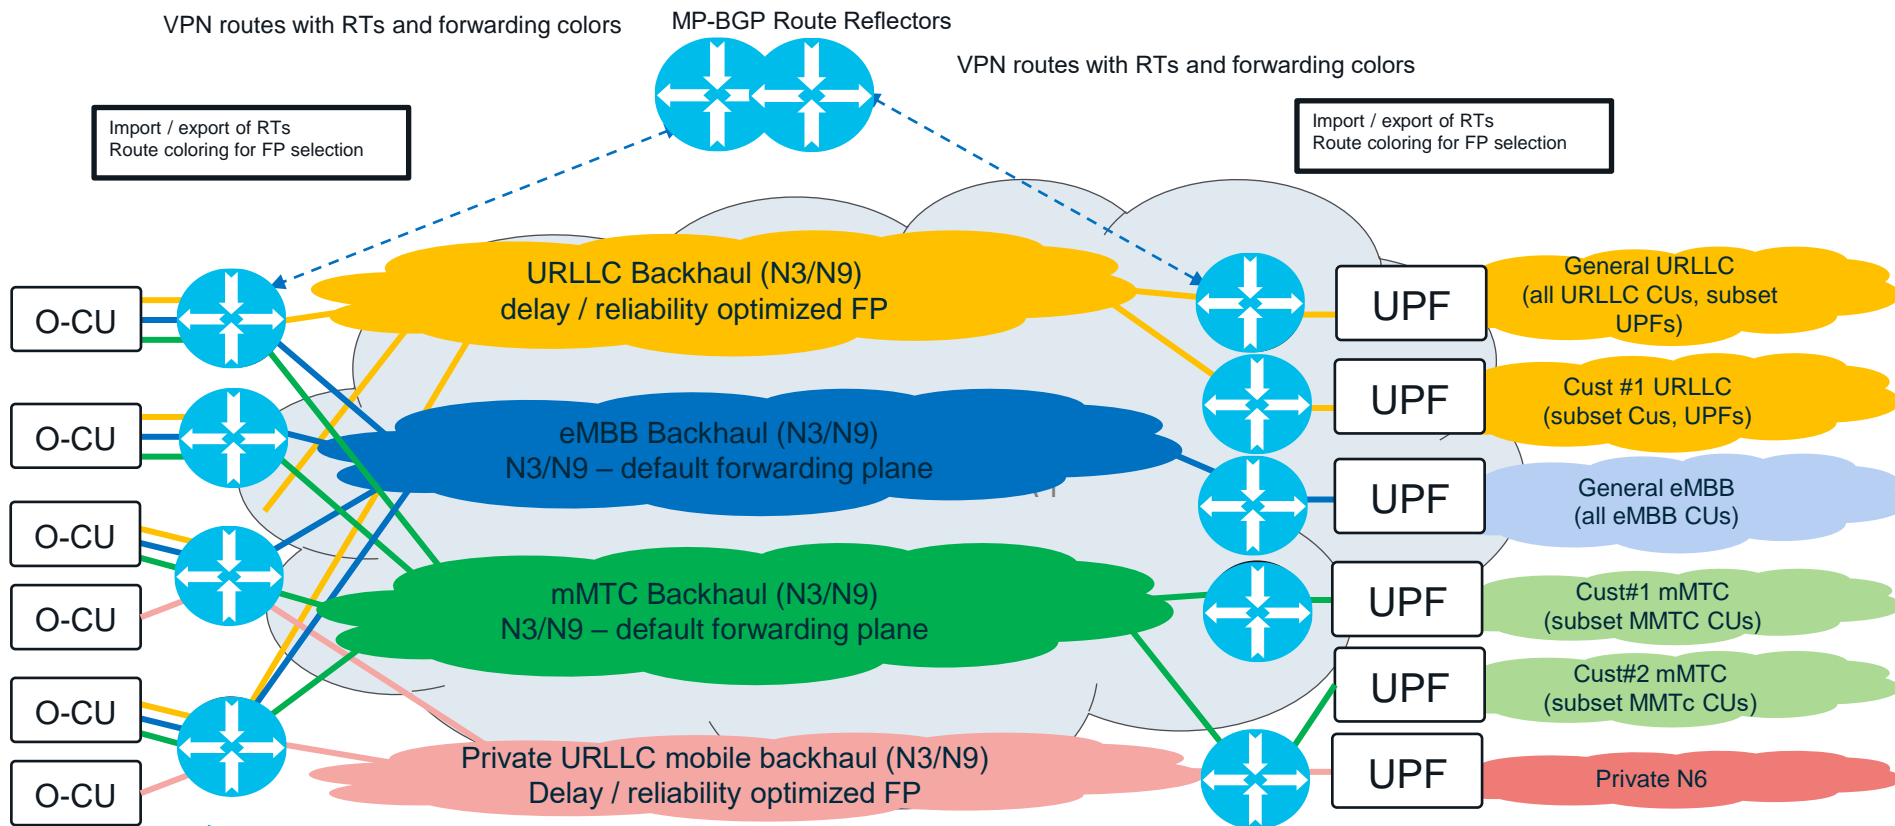 VPN routes with RTs and forwarding colors
MP-BGP Route Reflectors
VPN routes with RTs and forwarding colors
Import / export of RTs
Route coloring for FP selection
Import / export of RTs
Route coloring for FP selection
URLLC Backhaul (N3/N9)
delay / reliability optimized FP
eMBB Backhaul (N3/N9)
N3/N9 – default forwarding plane
mMTC Backhaul (N3/N9)
N3/N9 – default forwarding plane
Private URLLC mobile backhaul (N3/N9)
Delay / reliability optimized FP
O-CU
O-CU
O-CU
O-CU
O-CU
O-CU
UPF
General URLLC
(all URLLC CUs, subset
UPFs)
UPF
Cust #1 URLLC
(subset Cus, UPFs)
UPF
General eMBB
(all eMBB CUs)
UPF
Cust#1 mMTC
(subset MMTC CUs)
UPF
Cust#2 mMTC
(subset MMTc CUs)
UPF
Private N6